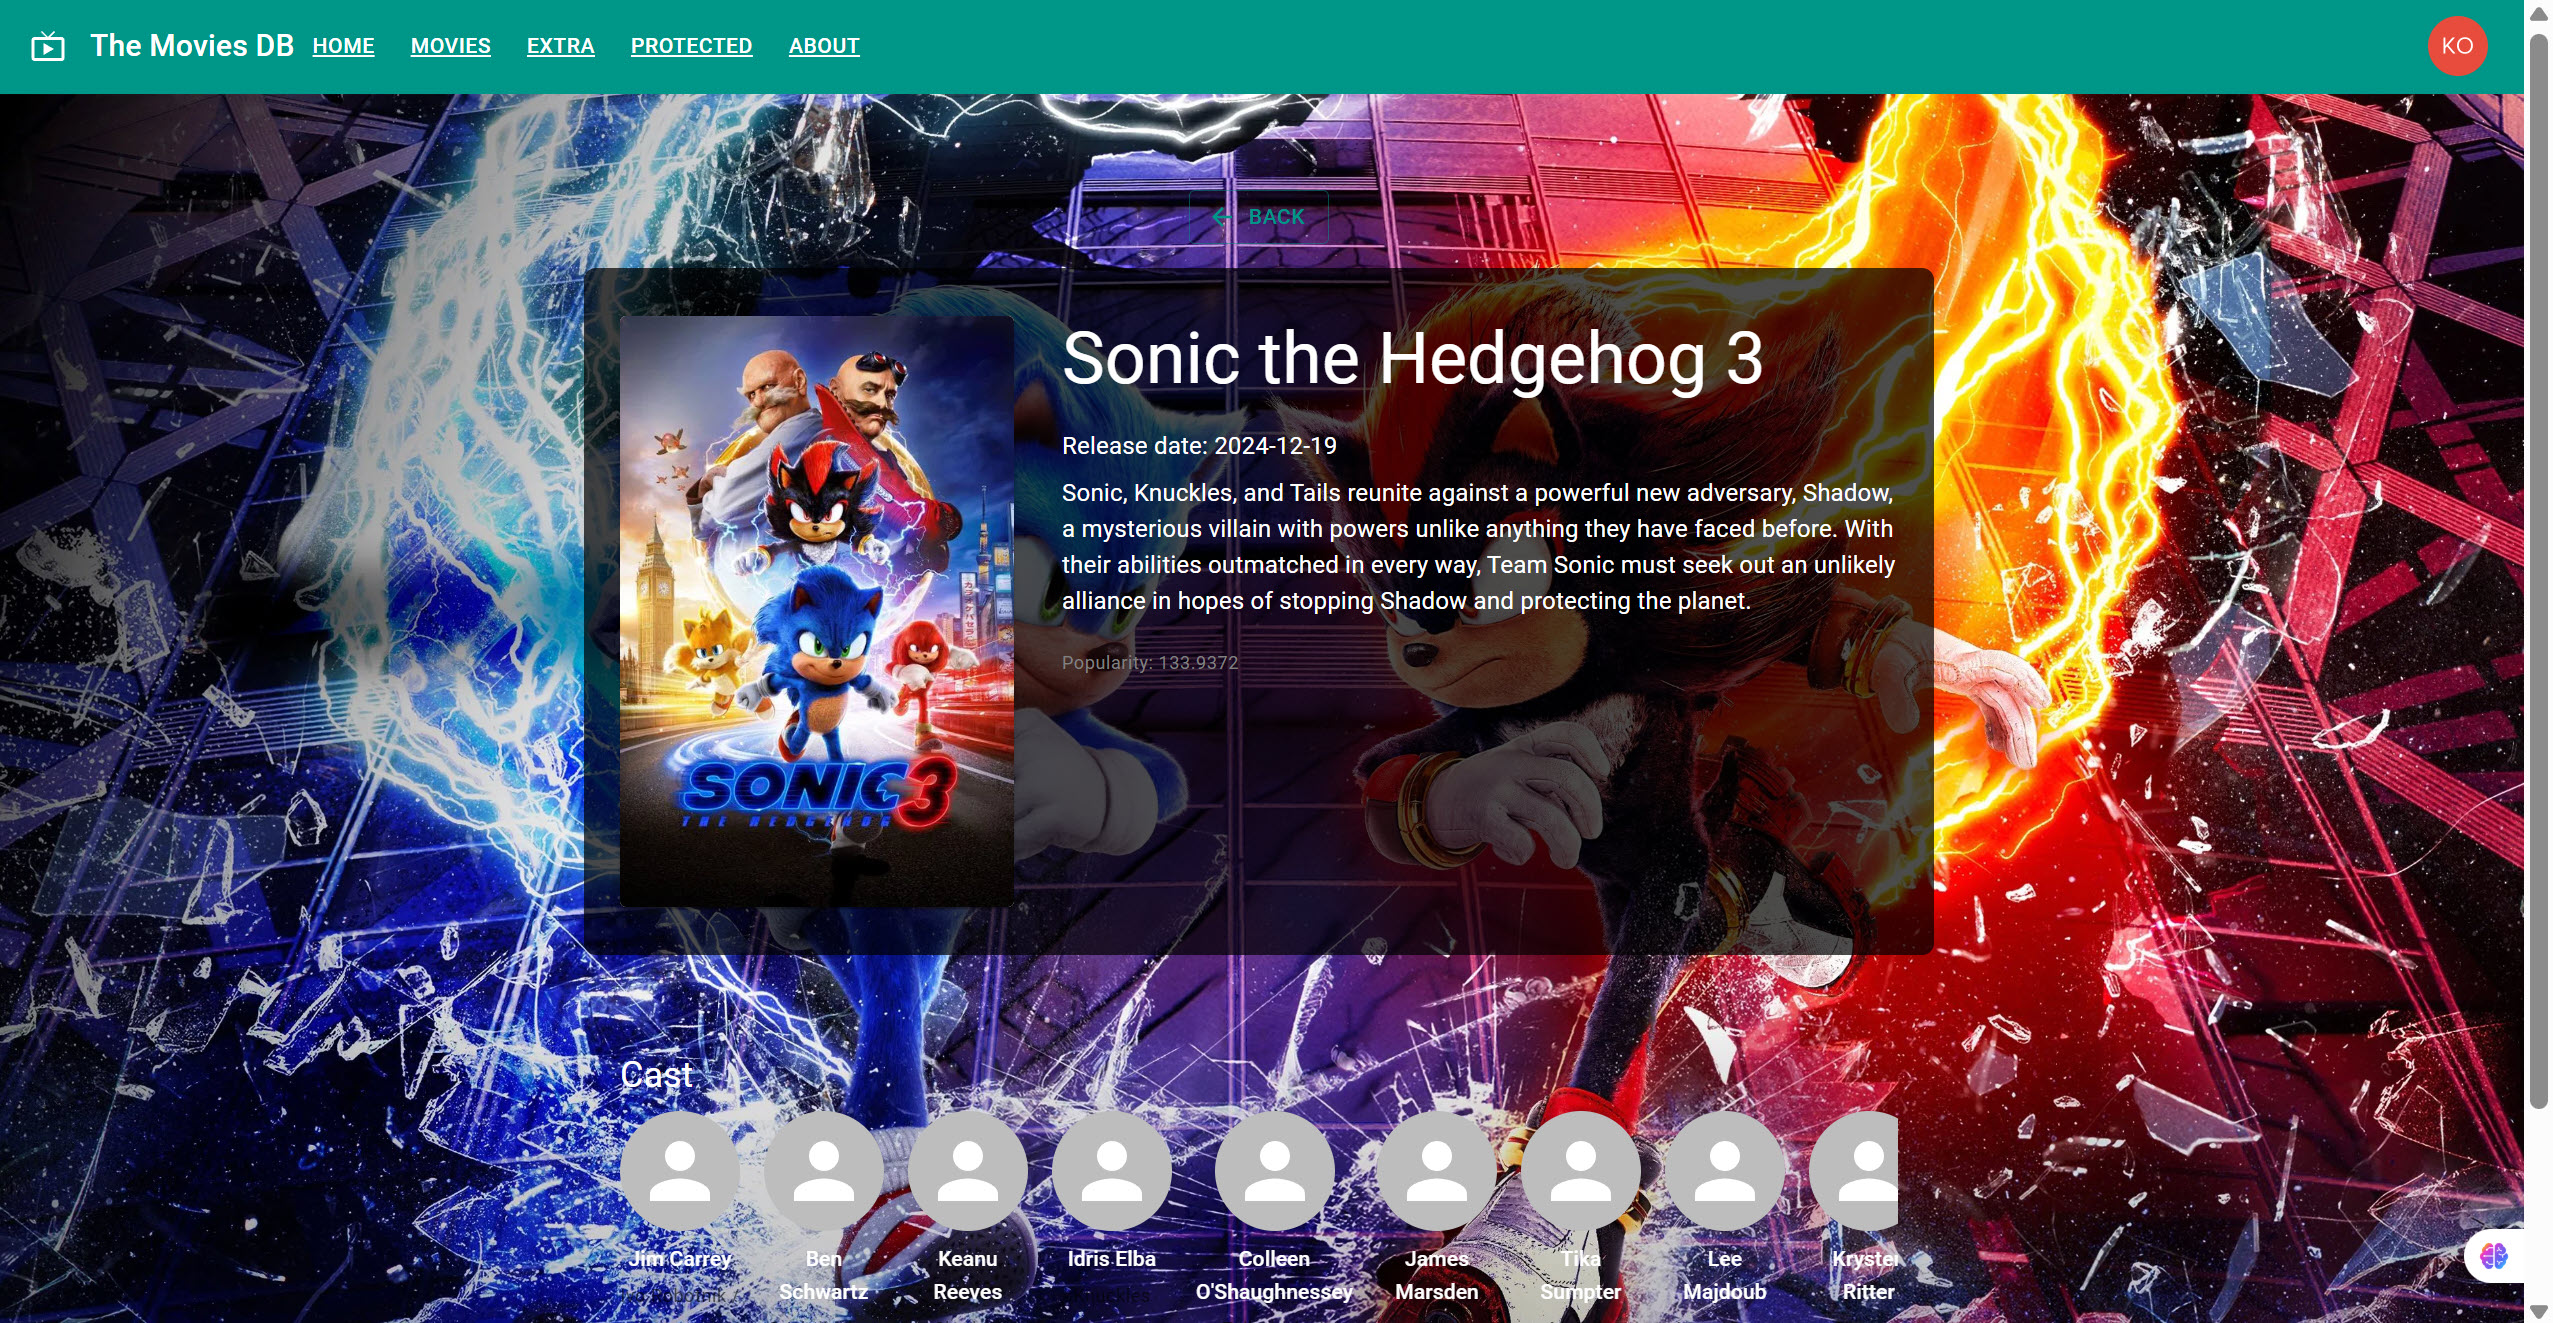 The Movies DB HOME MOVIES EXTRA PROTECTED ABOUT KO
BACK
Sonic the Hedgehog 3
Release date: 2024-12-19
Sonic, Knuckles, and Tails reunite against a powerful new adversary, Shadow,
a mysterious villain with powers unlike anything they have faced before. With
their abilities outmatched in every way, Team Sonic must seek out an unlikely
alliance in hopes of stopping Shadow and protecting the planet.
Popularity: 133.9372
SONIC 3
THE HEDGEHOG
Cast
Jim Carrey
Ben
Schwartz
Keanu
Reeves
Idris Elba
Knuckles
Colleen
O'Shaughnessey
James
Marsden
Tika
Sumpter
Lee
Majdoub
Krysten
Ritter